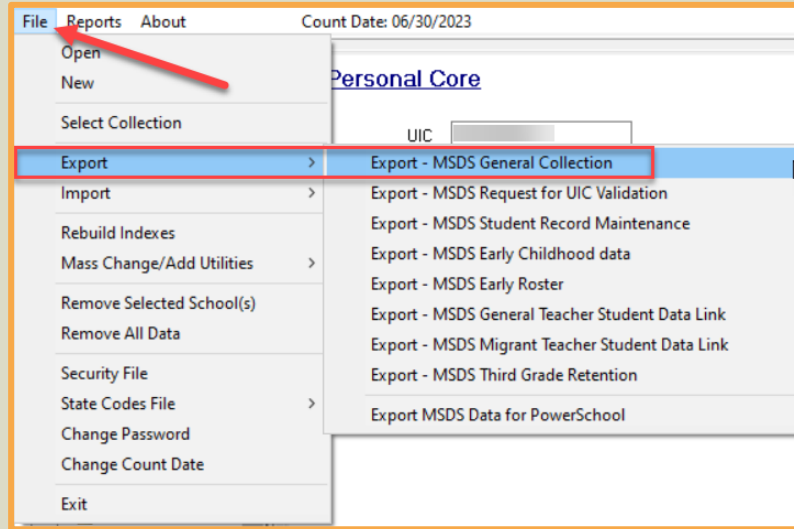 File Reports About Count Date: 06/30/2023
Open
New
Personal Core
Select Collection
UIC
Export > Export - MSDS General Collection
Import > Export - MSDS Request for UIC Validation
Export - MSDS Student Record Maintenance
Rebuild Indexes
Mass Change/Add Utilities > Export - MSDS Early Childhood data
Export - MSDS Early Roster
Remove Selected School(s)
Export - MSDS General Teacher Student Data Link
Remove All Data
Export - MSDS Migrant Teacher Student Data Link
Security File
Export - MSDS Third Grade Retention
State Codes File >
Export MSDS Data for PowerSchool
Change Password
Change Count Date
Exit